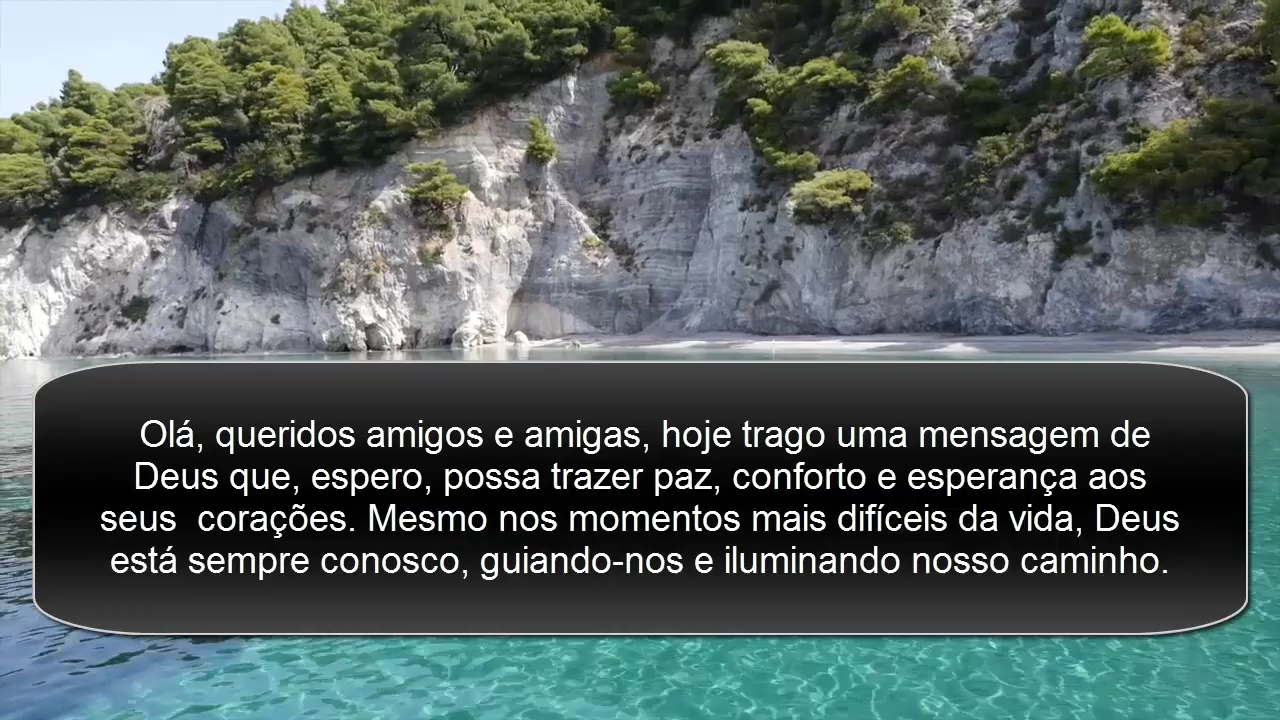 Olá, queridos amigos e amigas, hoje trago uma mensagem de
Deus que, espero, possa trazer paz, conforto e esperança aos
seus  corações. Mesmo nos momentos mais difíceis da vida, Deus
está sempre conosco, guiando-nos e iluminando nosso caminho.